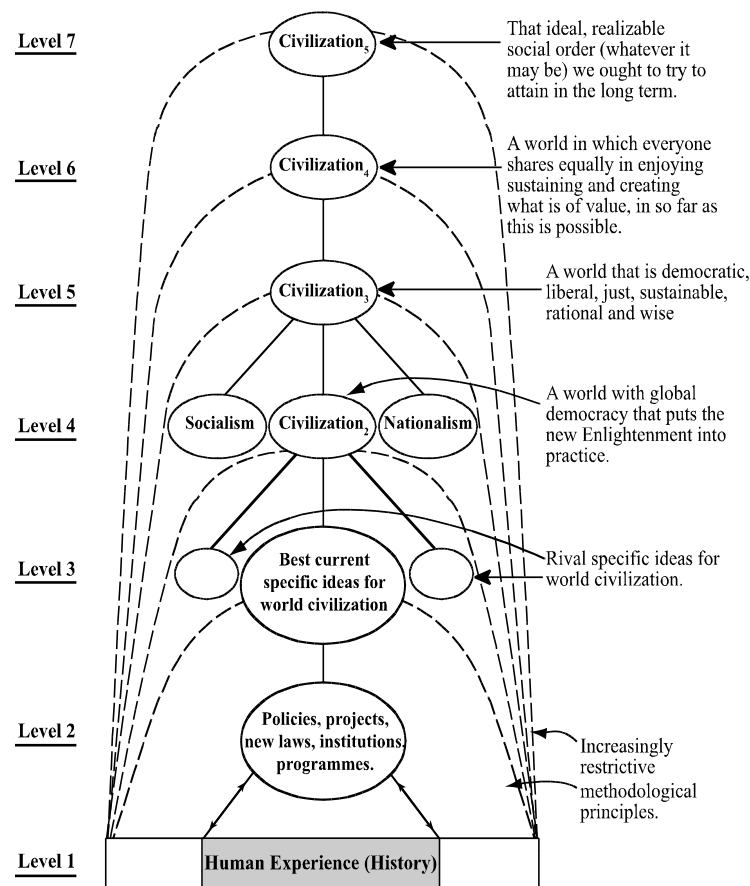 Level 7
Civilization5
That ideal, realizable
social order (whatever it
may be) we ought to try to
attain in the long term.
Level 6
Civilization4
A world in which everyone
shares equally in enjoying
sustaining and creating
what is of value, in so far as
this is possible.
Level 5
Civilization3
A world that is democratic,
liberal, just, sustainable,
rational and wise
Level 4
Socialism
Civilization2
Nationalism
A world with global
democracy that puts the
new Enlightenment into
practice.
Level 3
Best current
specific ideas for
world civilization
Rival specific ideas for
world civilization.
Level 2
Policies, projects,
new laws, institutions,
programmes.
Increasingly
restrictive
methodological
principles.
Level 1
Human Experience (History)